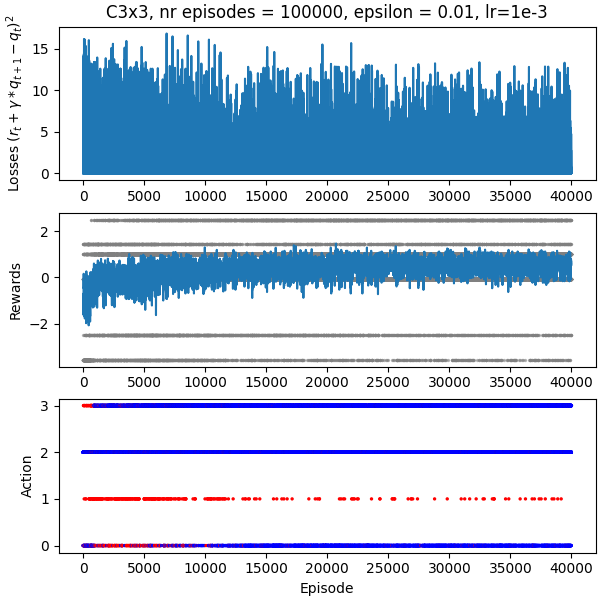 C3x3, nr episodes = 100000, epsilon = 0.01, lr=1e-3
Losses (r_t + γ * q_{t+1} − q_t)^2
15
10
5
0
0 5000 10000 15000 20000 25000 30000 35000 40000
Rewards
2
0
−2
0 5000 10000 15000 20000 25000 30000 35000 40000
Action
3
2
1
0
0 5000 10000 15000 20000 25000 30000 35000 40000
Episode